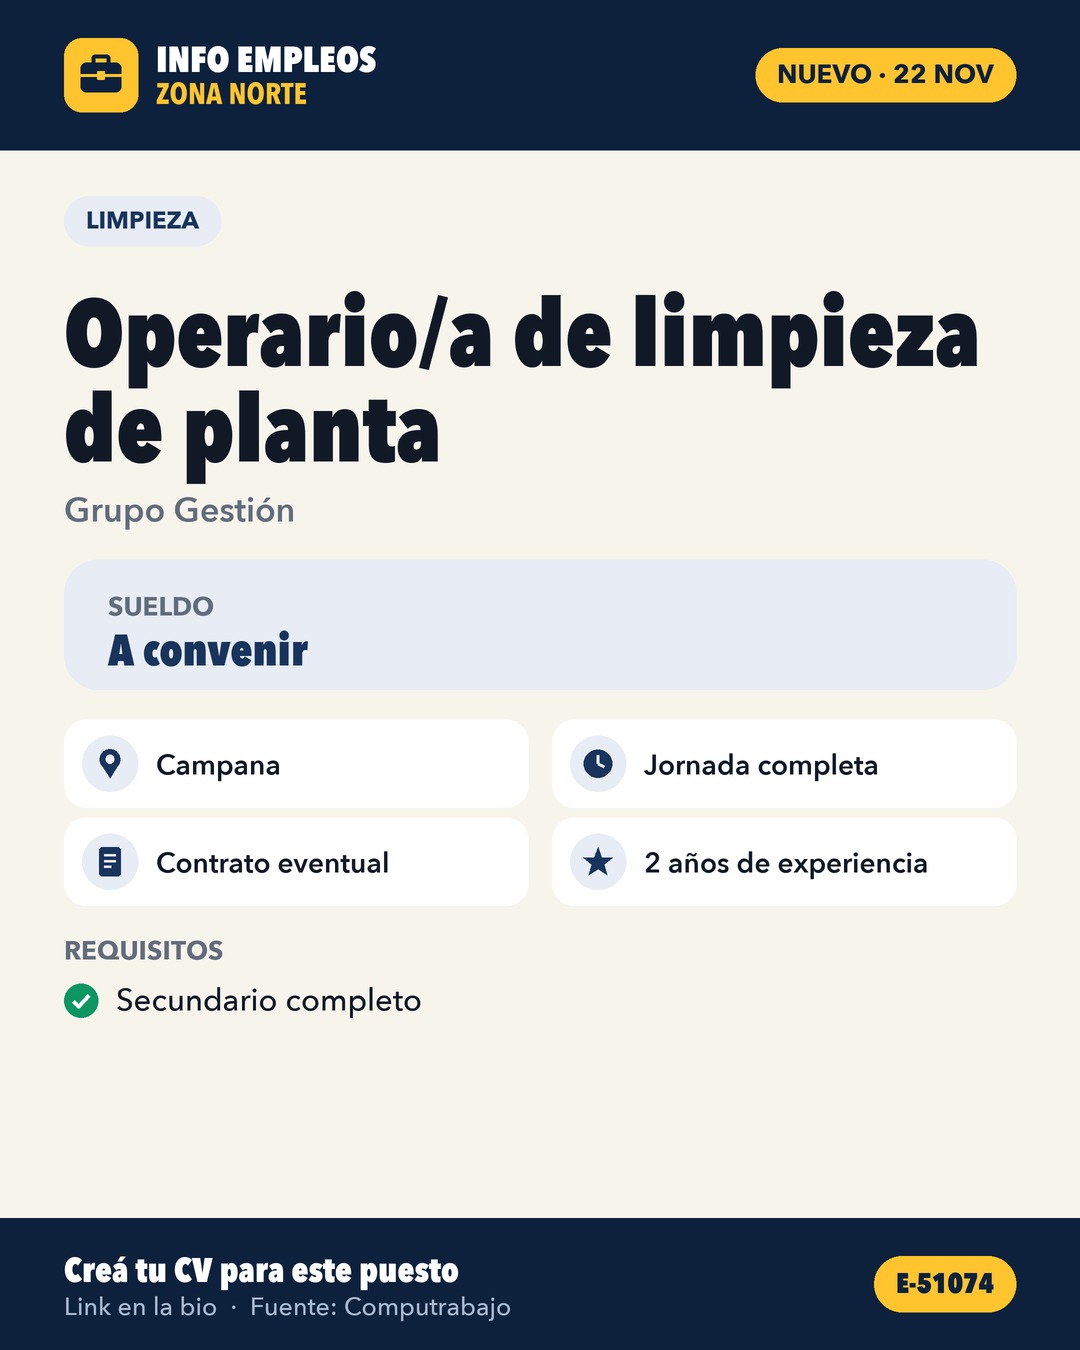 INFO EMPLEOS
ZONA NORTE
NUEVO · 22 NOV
LIMPIEZA
Operario/a de limpieza
de planta
Grupo Gestión
SUELDO
A convenir
Campana
Jornada completa
Contrato eventual
2 años de experiencia
REQUISITOS
Secundario completo
Creá tu CV para este puesto
Link en la bio · Fuente: Computrabajo
E-51074